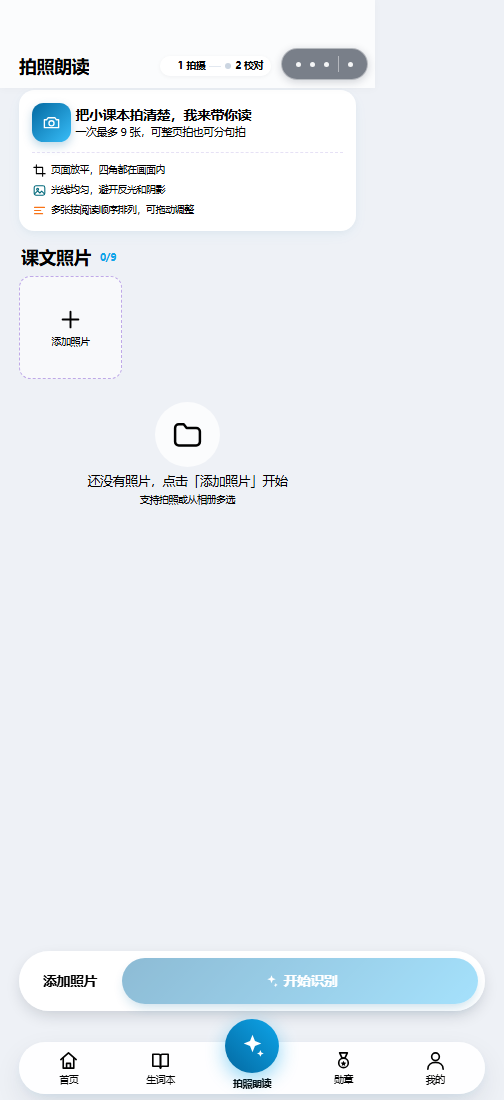 拍照朗读
1 拍摄
2 校对
把小课本拍清楚，我来带你读
一次最多 9 张，可整页拍也可分句拍
页面放平，四角都在画面内
光线均匀，避开反光和阴影
多张按阅读顺序排列，可拖动调整
课文照片 0/9
添加照片
还没有照片，点击「添加照片」开始
支持拍照或从相册多选
添加照片
开始识别
首页
生词本
拍照朗读
勋章
我的